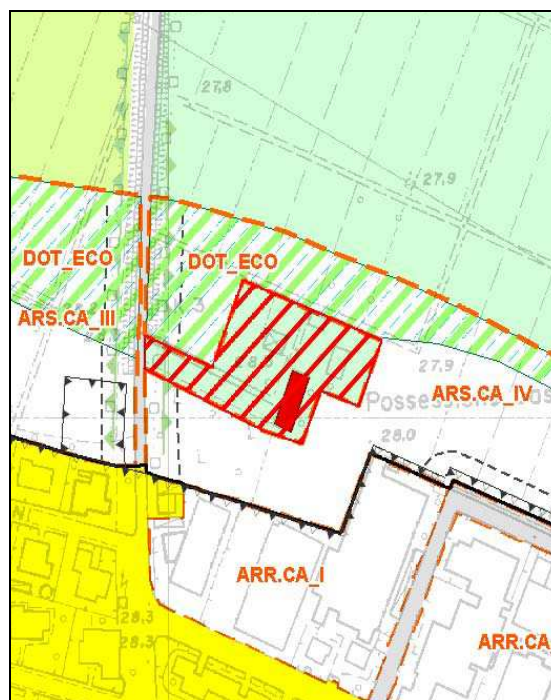 27,8
27,9
DOT_ECO
DOT_ECO
ARS.CA_III
27,9
ARS.CA_IV
28.0
ARR.CA_I
28.3
28.3
ARR.CA